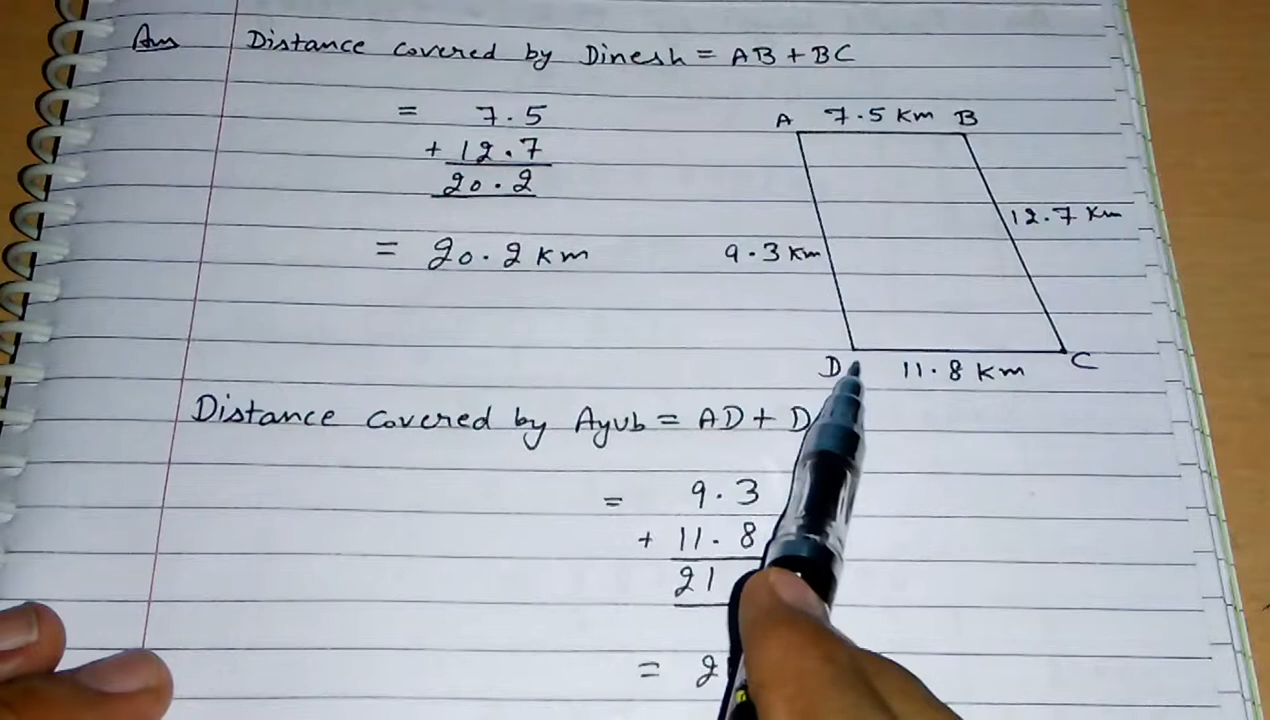 Ans Distance covered by Dinesh = AB + BC
= 7.5
+ 12.7
20.2
= 20.2 km
A 7.5 km B
12.7 km
9.3 km
D 11.8 km C
Distance covered by Ayub = AD + D
= 9.3
+ 11.8
21
= 2